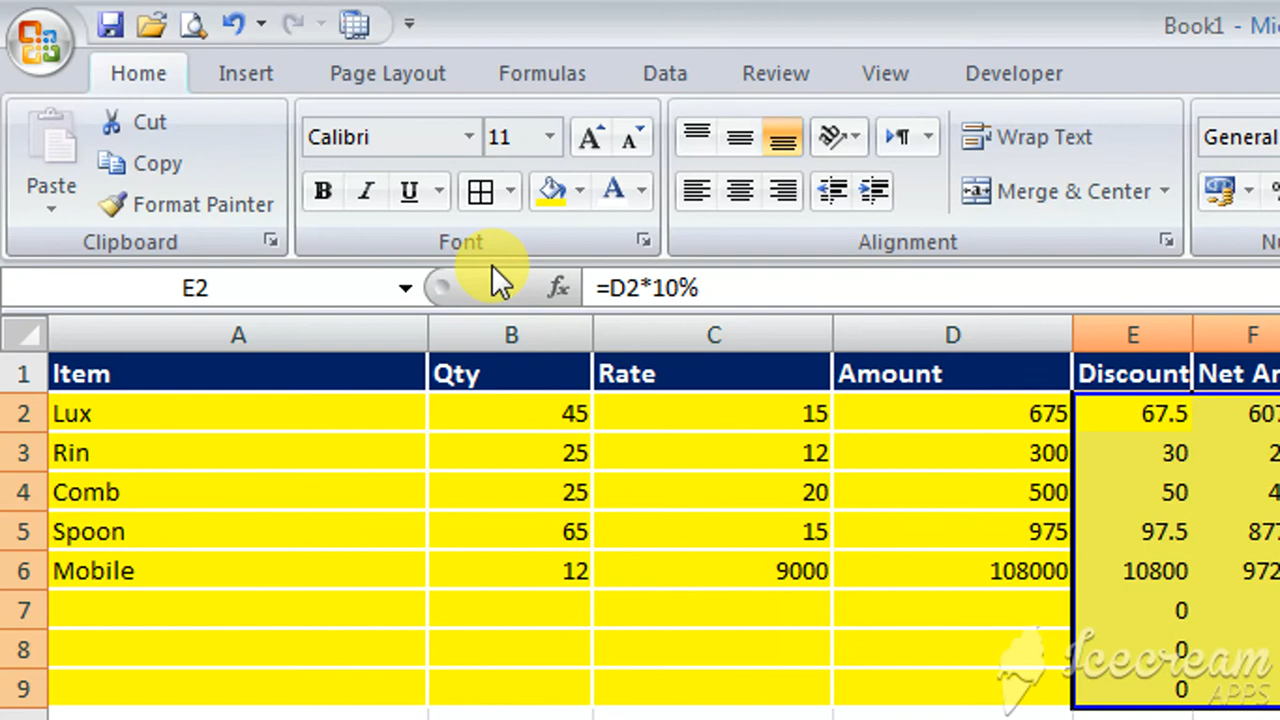 Book1 - Mi
Home Insert Page Layout Formulas Data Review View Developer
Cut
Copy
Format Painter
Paste
Clipboard
Calibri 11
B I U A
Font
Wrap Text
Merge & Center
Alignment
General
%
Nu
E2 fx =D2*10%
A B C D E F
1 Item Qty Rate Amount Discount Net Am
2 Lux 45 15 675 67.5 607
3 Rin 25 12 300 30 2
4 Comb 25 20 500 50 4
5 Spoon 65 15 975 97.5 877
6 Mobile 12 9000 108000 10800 972
7 0
8 0
9 0
Icecream
APPS